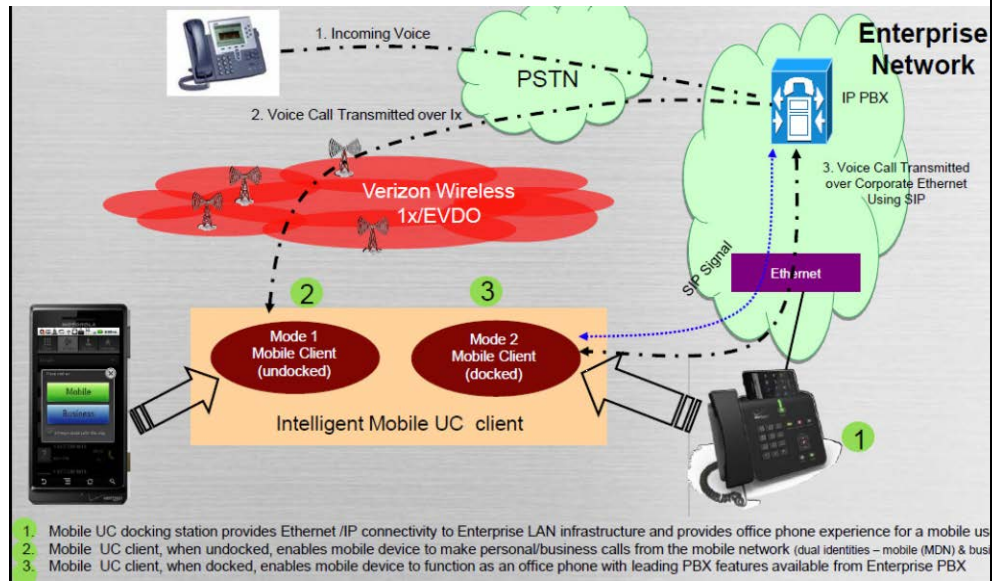 1. Incoming Voice
PSTN
Enterprise
Network
IP PBX
2. Voice Call Transmitted over Ix
3. Voice Call Transmitted
over Corporate Ethernet
Using SIP
Verizon Wireless
1x/EVDO
SIP Signal
Ethernet
2
3
Mode 1
Mobile Client
(undocked)
Mode 2
Mobile Client
(docked)
Mobile
Business
Intelligent Mobile UC client
1
1. Mobile UC docking station provides Ethernet /IP connectivity to Enterprise LAN infrastructure and provides office phone experience for a mobile us
2. Mobile UC client, when undocked, enables mobile device to make personal/business calls from the mobile network (dual identities – mobile (MDN) & busi
3. Mobile UC client, when docked, enables mobile device to function as an office phone with leading PBX features available from Enterprise PBX